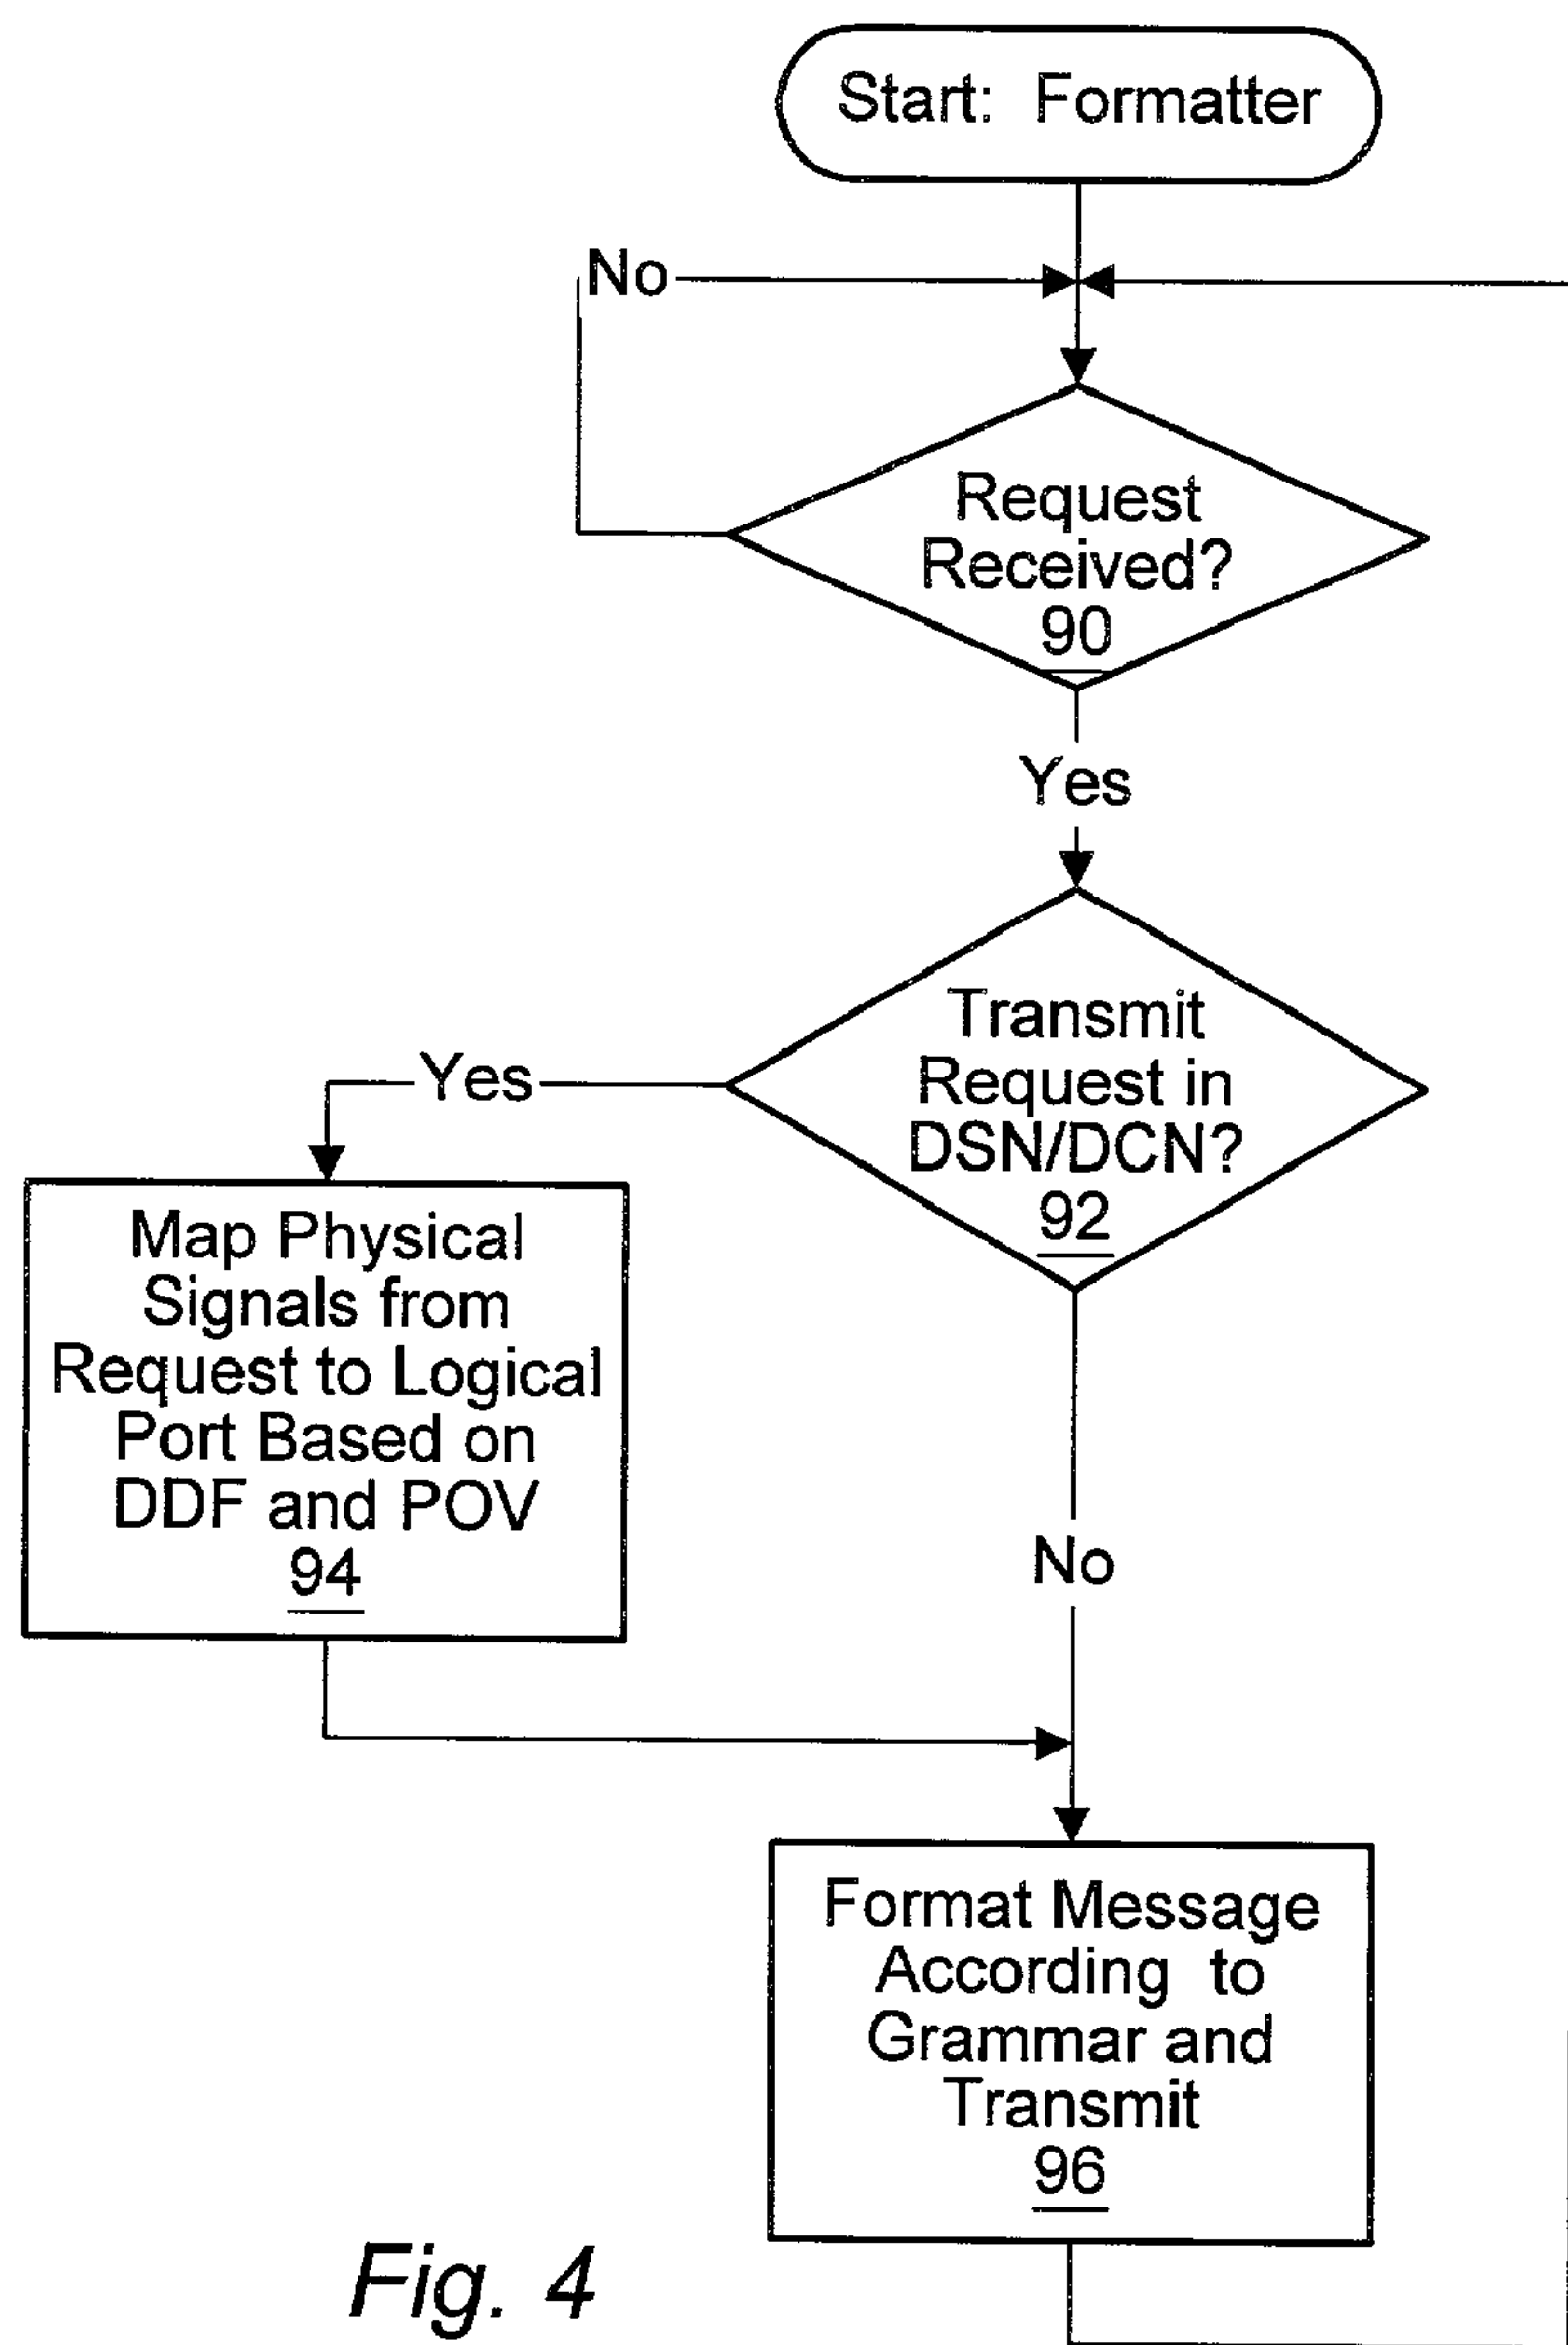 Start: Formatter
No
Request
Received?
90
Yes
Transmit
Request in
DSN/DCN?
92
Yes
Map Physical
Signals from
Request to Logical
Port Based on
DDF and POV
94
No
Format Message
According to
Grammar and
Transmit
96
Fig. 4